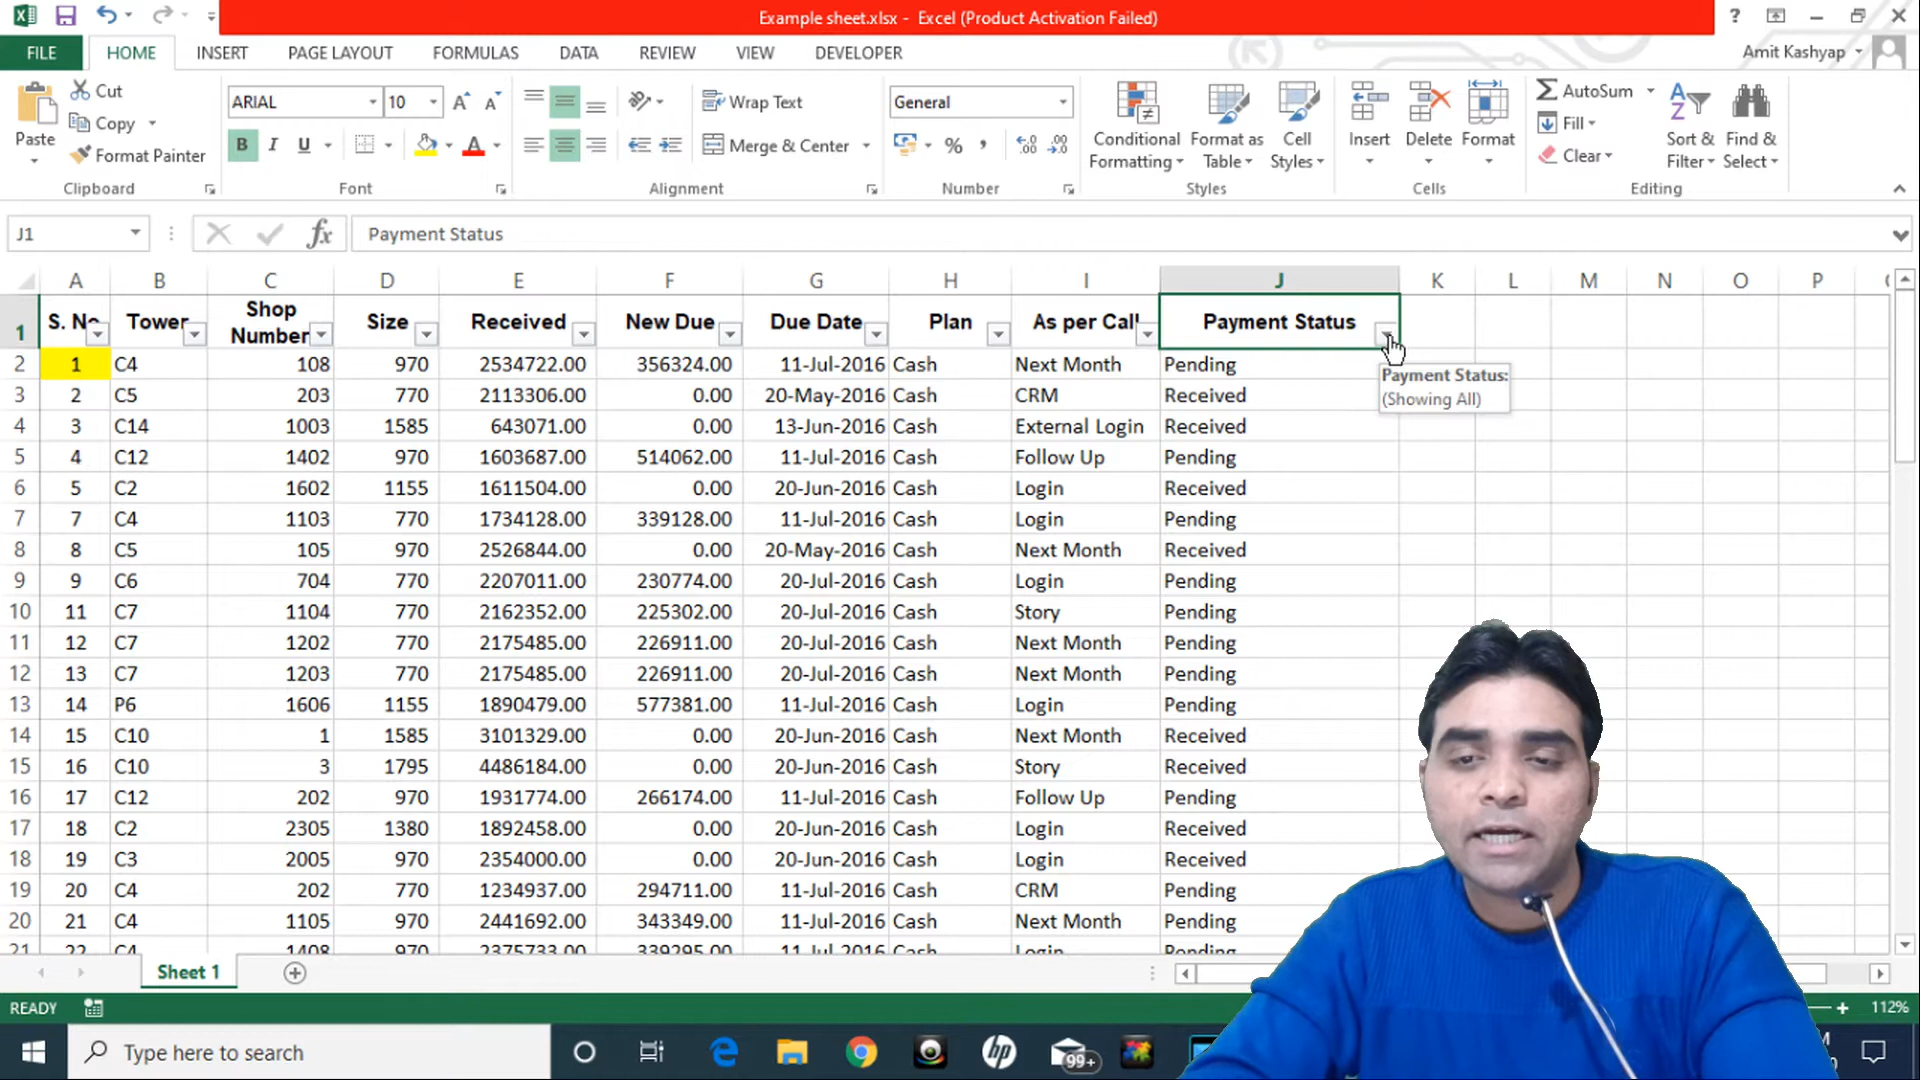 Example sheet.xlsx - Excel (Product Activation Failed)
?
FILE HOME INSERT PAGE LAYOUT FORMULAS DATA REVIEW VIEW DEVELOPER Amit Kashyap
Paste Cut Copy Format Painter
Clipboard
ARIAL 10
B I U A
Font
Wrap Text
Merge & Center
Alignment
General
%
Number
Conditional Formatting Format as Table Cell Styles
Styles
Insert Delete Format
Cells
AutoSum
Fill
Clear
Sort & Filter Find & Select
Editing
J1 fx Payment Status
A B C D E F G H I J K L M N O P
1 S. No Tower Shop Number Size Received New Due Due Date Plan As per Call Payment Status
2 1 C4 108 970 2534722.00 356324.00 11-Jul-2016 Cash Next Month Pending
Payment Status:
(Showing All)
3 2 C5 203 770 2113306.00 0.00 20-May-2016 Cash CRM Received
4 3 C14 1003 1585 643071.00 0.00 13-Jun-2016 Cash External Login Received
5 4 C12 1402 970 1603687.00 514062.00 11-Jul-2016 Cash Follow Up Pending
6 5 C2 1602 1155 1611504.00 0.00 20-Jun-2016 Cash Login Received
7 7 C4 1103 770 1734128.00 339128.00 11-Jul-2016 Cash Login Pending
8 8 C5 105 970 2526844.00 0.00 20-May-2016 Cash Next Month Received
9 9 C6 704 770 2207011.00 230774.00 20-Jul-2016 Cash Login Pending
10 11 C7 1104 770 2162352.00 225302.00 20-Jul-2016 Cash Story Pending
11 12 C7 1202 770 2175485.00 226911.00 20-Jul-2016 Cash Next Month Pending
12 13 C7 1203 770 2175485.00 226911.00 20-Jul-2016 Cash Next Month Pending
13 14 P6 1606 1155 1890479.00 577381.00 11-Jul-2016 Cash Login Pending
14 15 C10 1 1585 3101329.00 0.00 20-Jun-2016 Cash Next Month Received
15 16 C10 3 1795 4486184.00 0.00 20-Jun-2016 Cash Story Received
16 17 C12 202 970 1931774.00 266174.00 11-Jul-2016 Cash Follow Up Pending
17 18 C2 2305 1380 1892458.00 0.00 20-Jun-2016 Cash Login Received
18 19 C3 2005 970 2354000.00 0.00 20-Jun-2016 Cash Login Received
19 20 C4 202 770 1234937.00 294711.00 11-Jul-2016 Cash CRM Pending
20 21 C4 1105 970 2441692.00 343349.00 11-Jul-2016 Cash Next Month Pending
21 22 C4 1408 970 2375733.00 339295.00 11-Jul-2016 Cash Login Pending
Sheet 1
READY 112%
Type here to search hp 99+